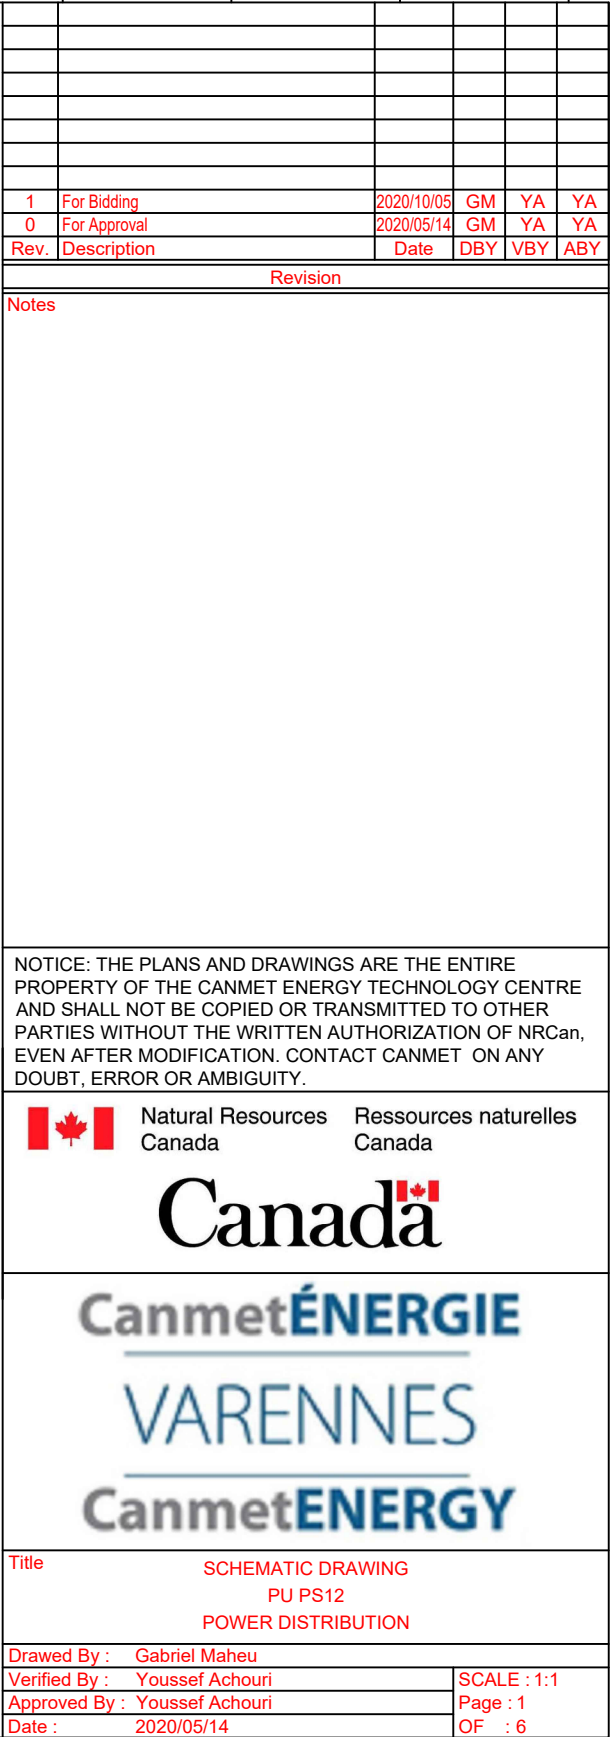 1 For Bidding 2020/10/05 GM YA YA
0 For Approval 2020/05/14 GM YA YA
Rev. Description Date DBY VBY ABY
Revision
Notes
NOTICE: THE PLANS AND DRAWINGS ARE THE ENTIRE
PROPERTY OF THE CANMET ENERGY TECHNOLOGY CENTRE
AND SHALL NOT BE COPIED OR TRANSMITTED TO OTHER
PARTIES WITHOUT THE WRITTEN AUTHORIZATION OF NRCan,
EVEN AFTER MODIFICATION. CONTACT CANMET ON ANY
DOUBT, ERROR OR AMBIGUITY.
Natural Resources Ressources naturelles
Canada Canada
Canada
CanmetÉNERGIE
VARENNES
CanmetENERGY
Title SCHEMATIC DRAWING
PU PS12
POWER DISTRIBUTION
Drawed By : Gabriel Maheu
Verified By : Youssef Achouri SCALE : 1:1
Approved By : Youssef Achouri Page : 1
Date : 2020/05/14 OF : 6